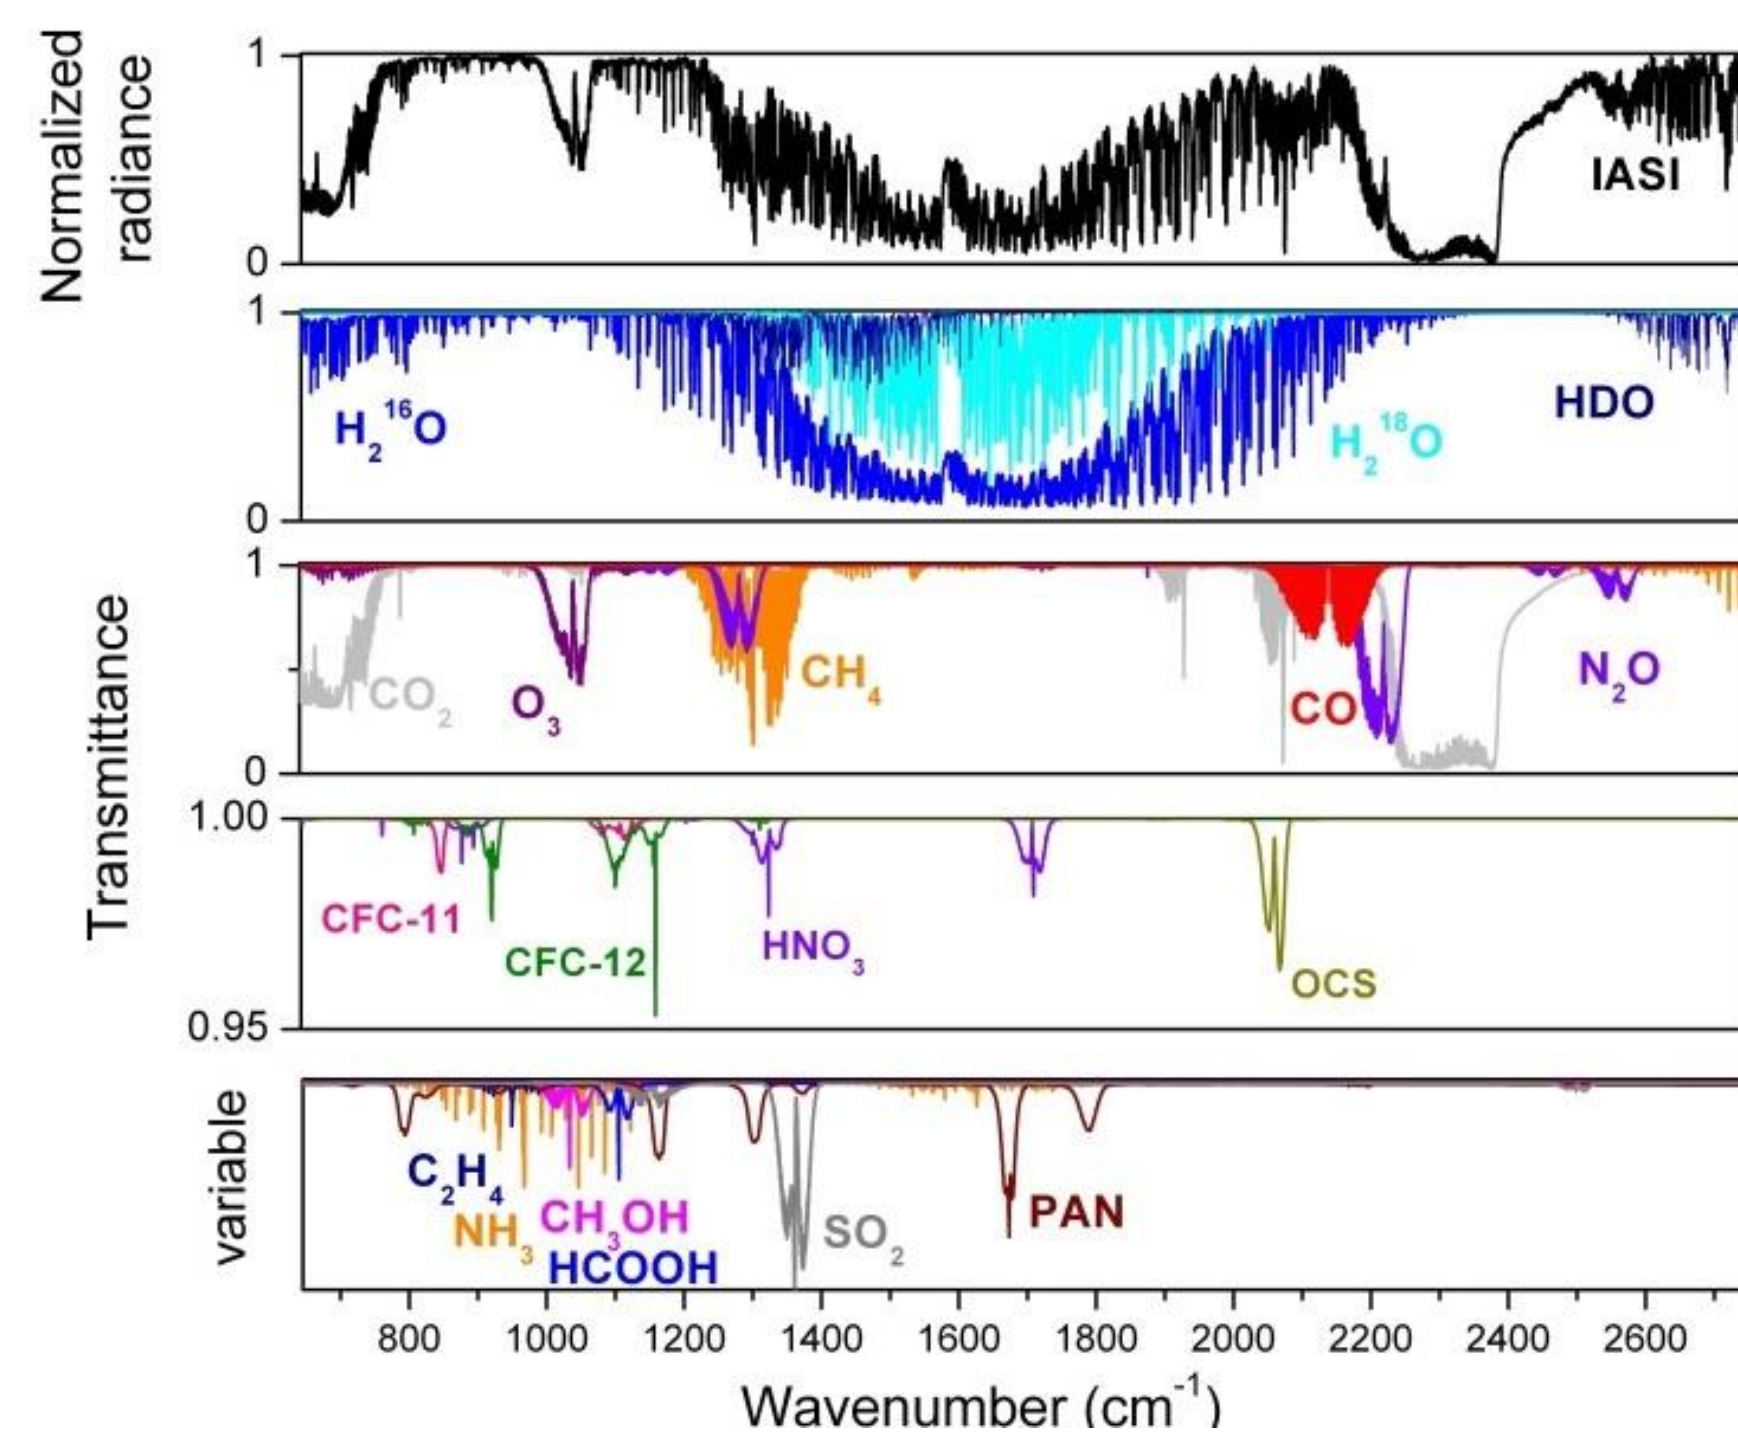 Normalized
radiance
1
0
IASI
1
0
H₂¹⁶O
H₂¹⁸O
HDO
Transmittance
1
0
CO₂
O₃
CH₄
CO
N₂O
1.00
0.95
CFC-11
CFC-12
HNO₃
OCS
variable
C₂H₄
NH₃
CH₃OH
HCOOH
SO₂
PAN
800 1000 1200 1400 1600 1800 2000 2200 2400 2600
Wavenumber (cm⁻¹)